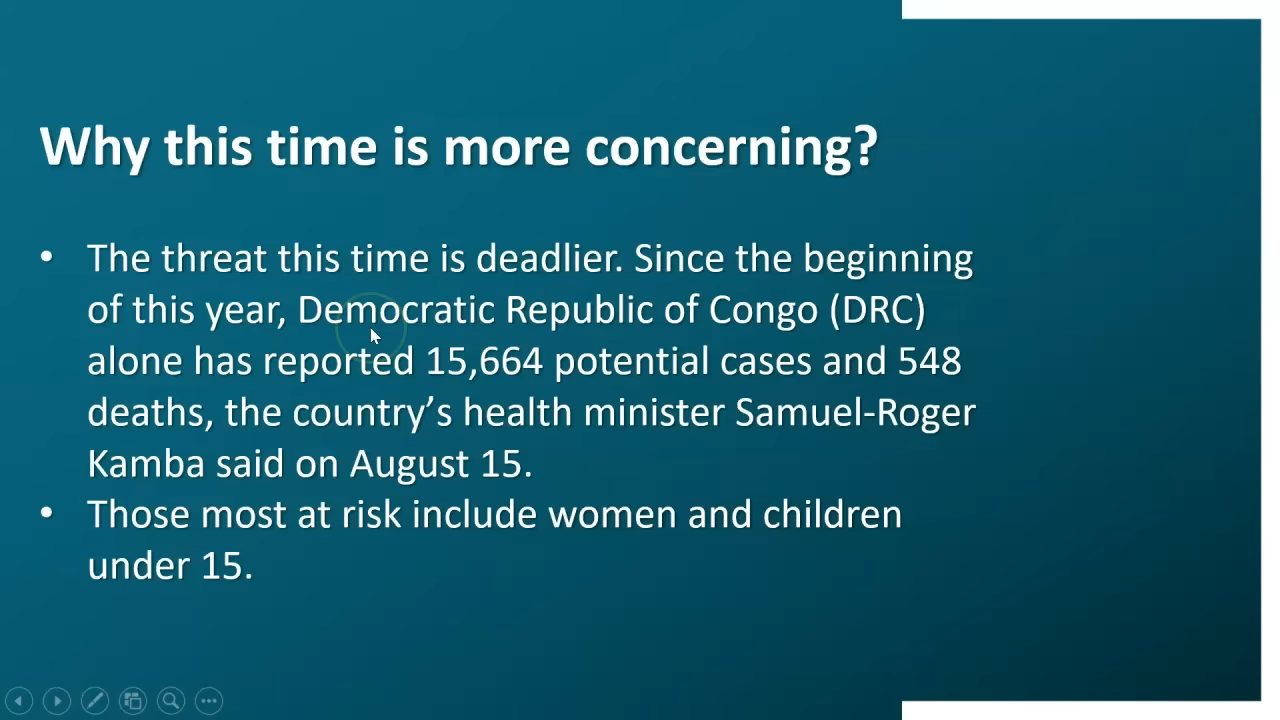 Why this time is more concerning?
• The threat this time is deadlier. Since the beginning
of this year, Democratic Republic of Congo (DRC)
alone has reported 15,664 potential cases and 548
deaths, the country’s health minister Samuel-Roger
Kamba said on August 15.
• Those most at risk include women and children
under 15.